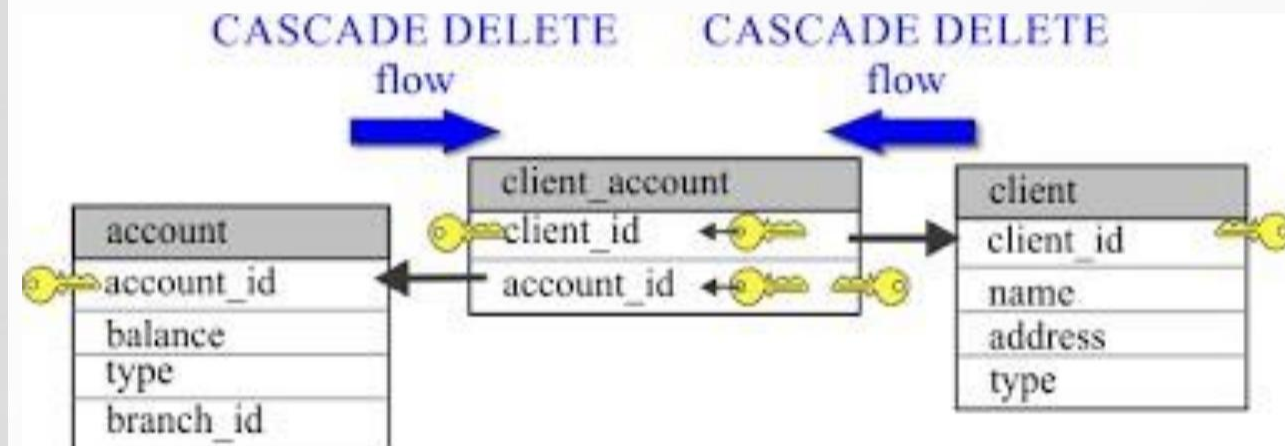 CASCADE DELETE
flow
CASCADE DELETE
flow
account
account_id
balance
type
branch_id
client_account
client_id
account_id
client
client_id
name
address
type